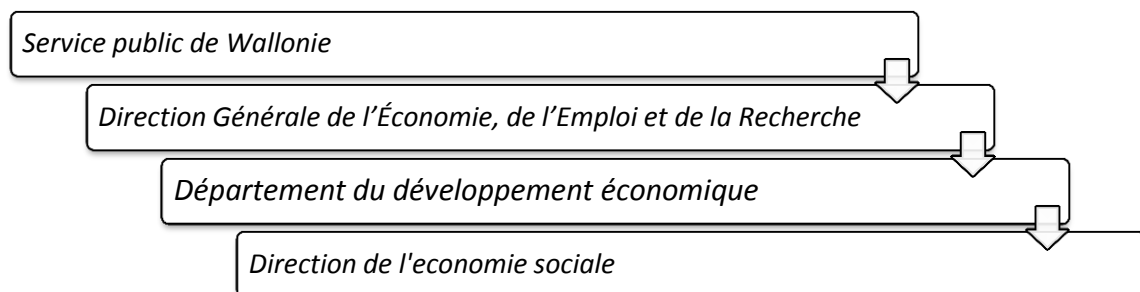 Service public de Wallonie
Direction Générale de l’Économie, de l’Emploi et de la Recherche
Département du développement économique
Direction de l'economie sociale